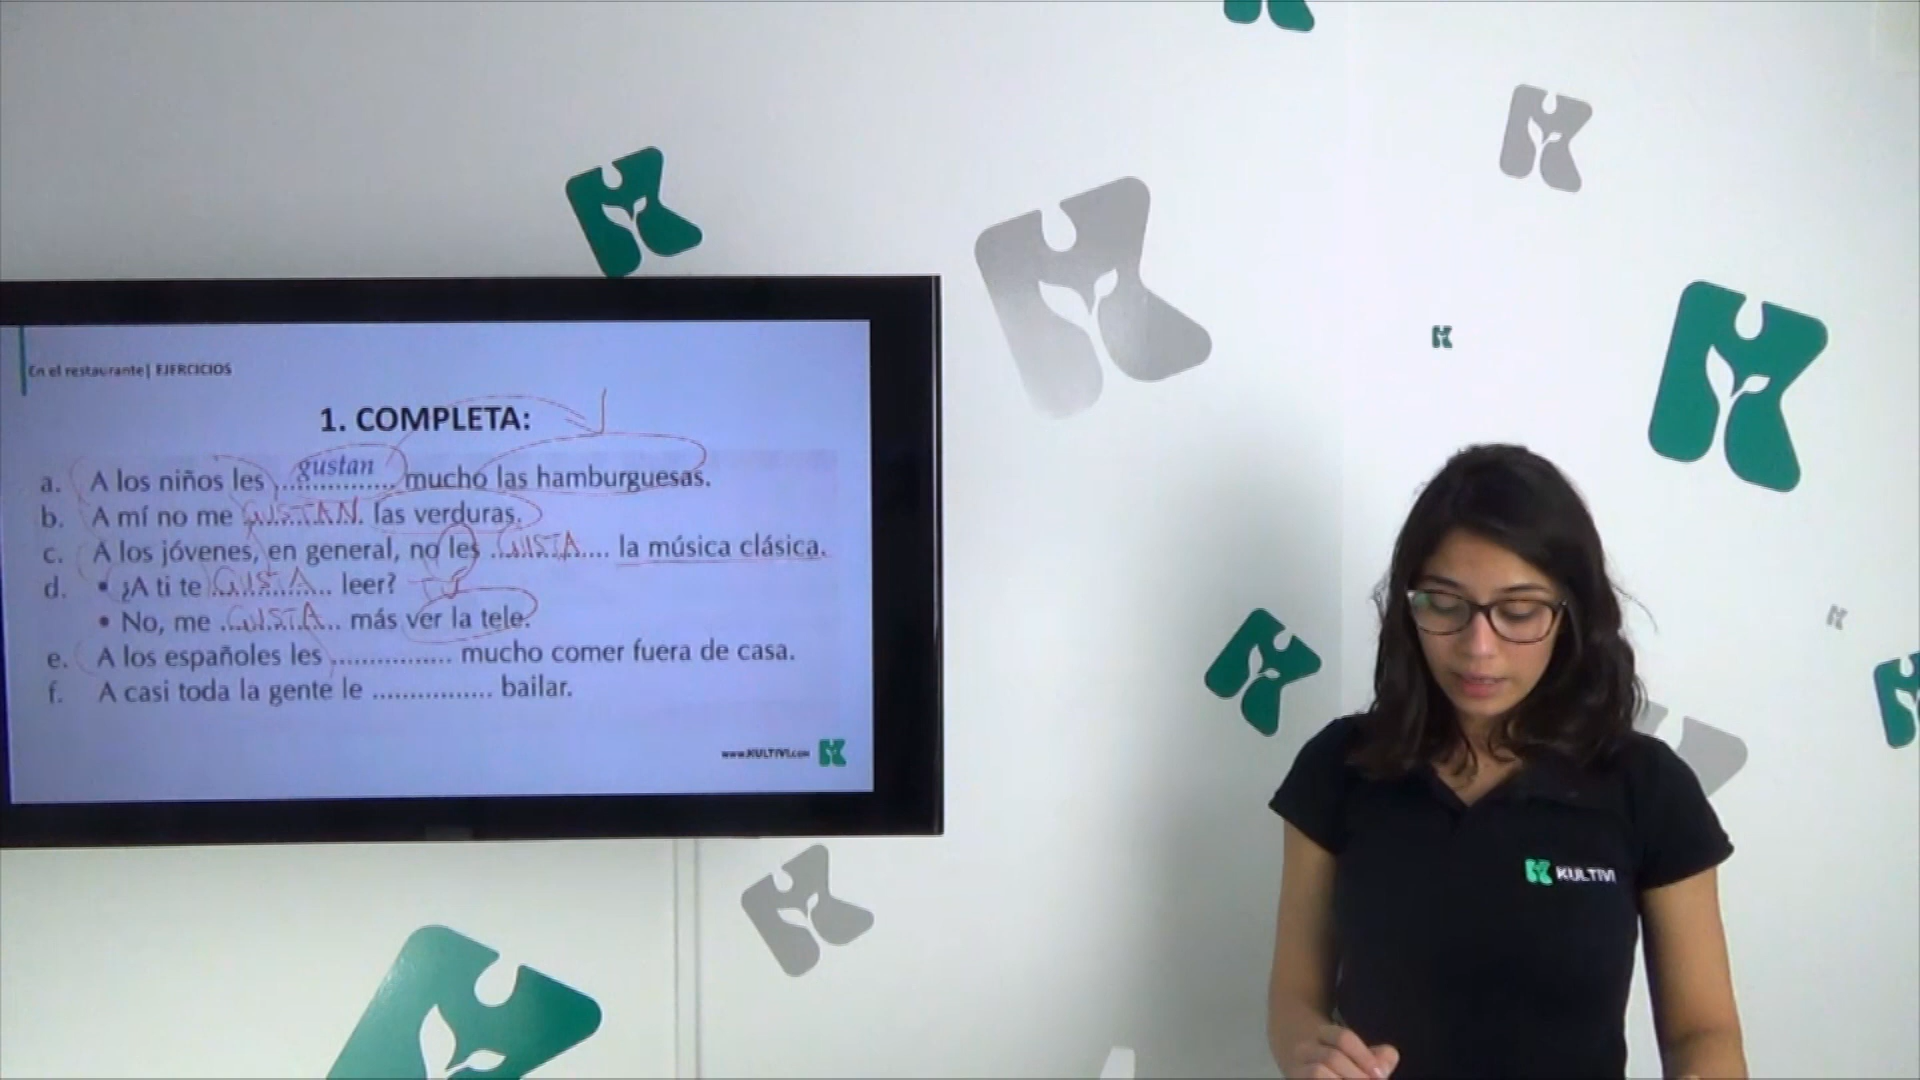 En el restaurante| EJERCICIOS
1. COMPLETA:
a. A los niños les ...gustan... mucho las hamburguesas.
b. A mí no me GUSTAN. las verduras.
c. A los jóvenes, en general, no les ..GUSTA.... la música clásica.
d. • ¿A ti te GUSTA... leer?
• No, me ..GUSTA... más ver la tele.
e. A los españoles les ................ mucho comer fuera de casa.
f. A casi toda la gente le ................ bailar.
www.KULTIVI.com
KULTIVI